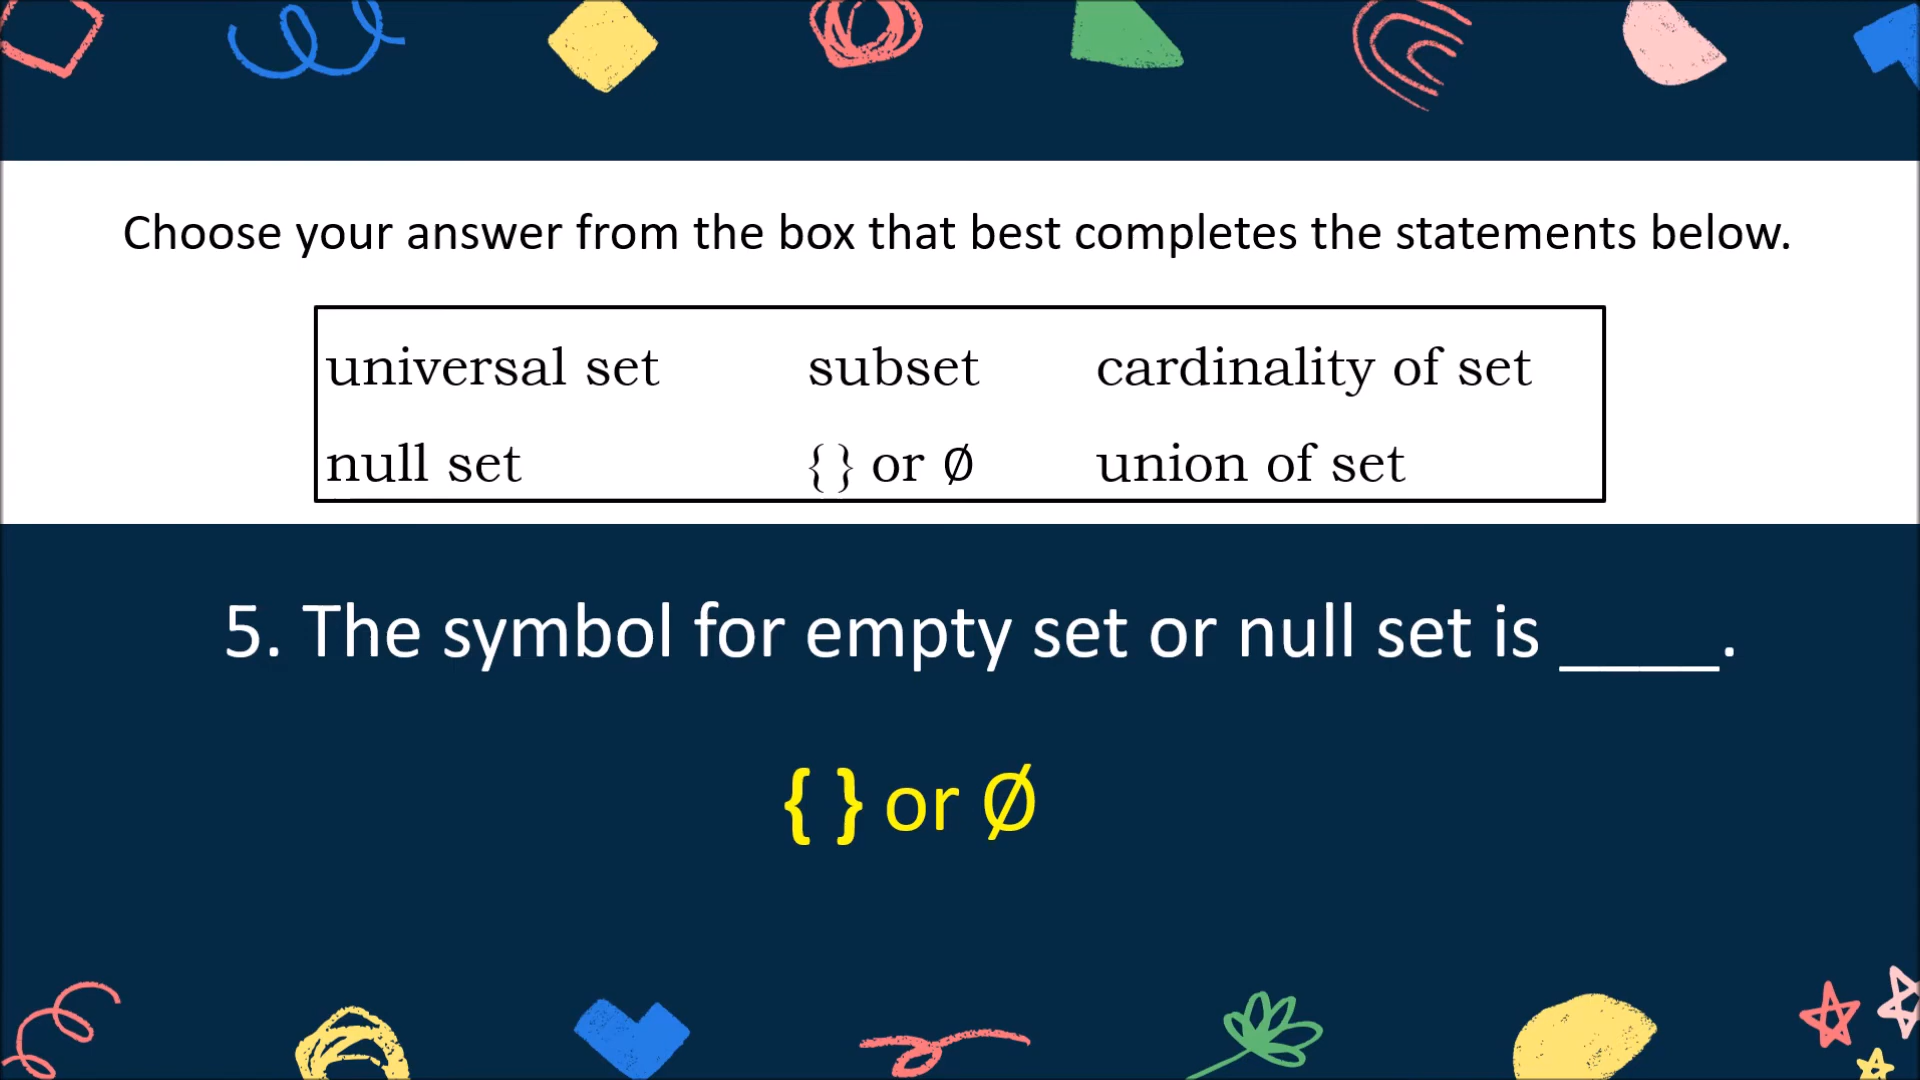 Choose your answer from the box that best completes the statements below.
universal set subset cardinality of set
null set { } or ∅ union of set
5. The symbol for empty set or null set is ____.
{ } or ∅